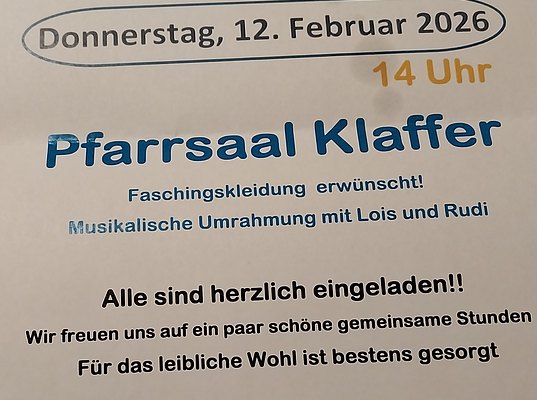 Donnerstag, 12. Februar 2026
14 Uhr
Pfarrsaal Klaffer
Faschingskleidung erwünscht!
Musikalische Umrahmung mit Lois und Rudi
Alle sind herzlich eingeladen!!
Wir freuen uns auf ein paar schöne gemeinsame Stunden
Für das leibliche Wohl ist bestens gesorgt